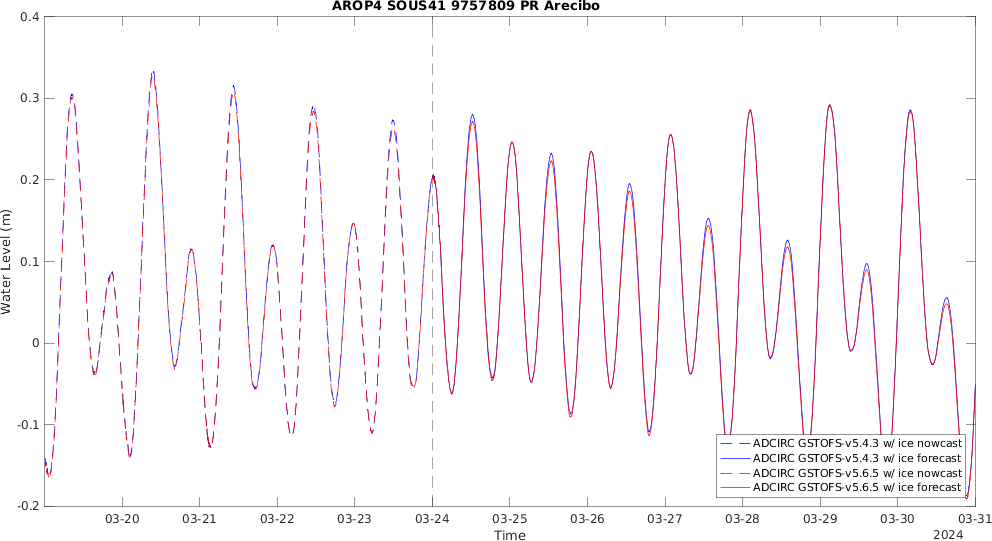 AROP4 SOUS41 9757809 PR Arecibo
0.4
0.3
0.2
0.1
0
-0.1
-0.2
Water Level (m)
ADCIRC GSTOFS-v5.4.3 w/ ice nowcast
ADCIRC GSTOFS-v5.4.3 w/ ice forecast
ADCIRC GSTOFS-v5.6.5 w/ ice nowcast
ADCIRC GSTOFS-v5.6.5 w/ ice forecast
03-20 03-21 03-22 03-23 03-24 03-25 03-26 03-27 03-28 03-29 03-30 03-31
Time
2024